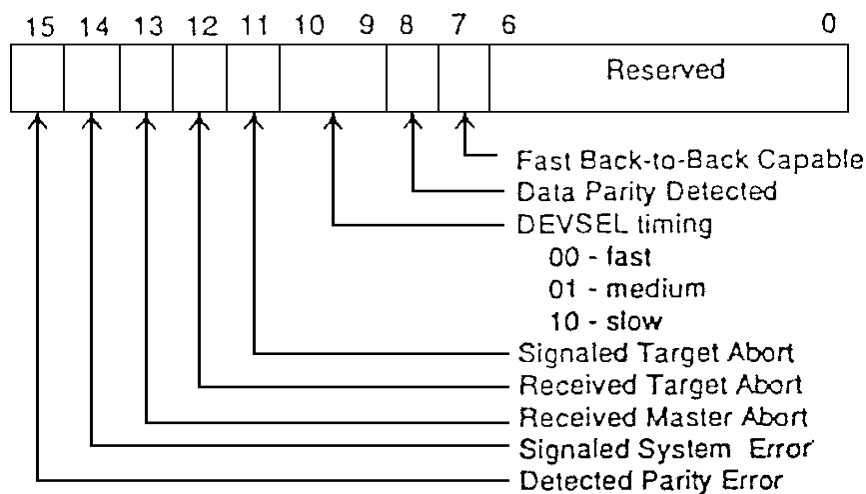 15 14 13 12 11 10 9 8 7 6 0
Reserved
Fast Back-to-Back Capable
Data Parity Detected
DEVSEL timing
00 - fast
01 - medium
10 - slow
Signaled Target Abort
Received Target Abort
Received Master Abort
Signaled System Error
Detected Parity Error